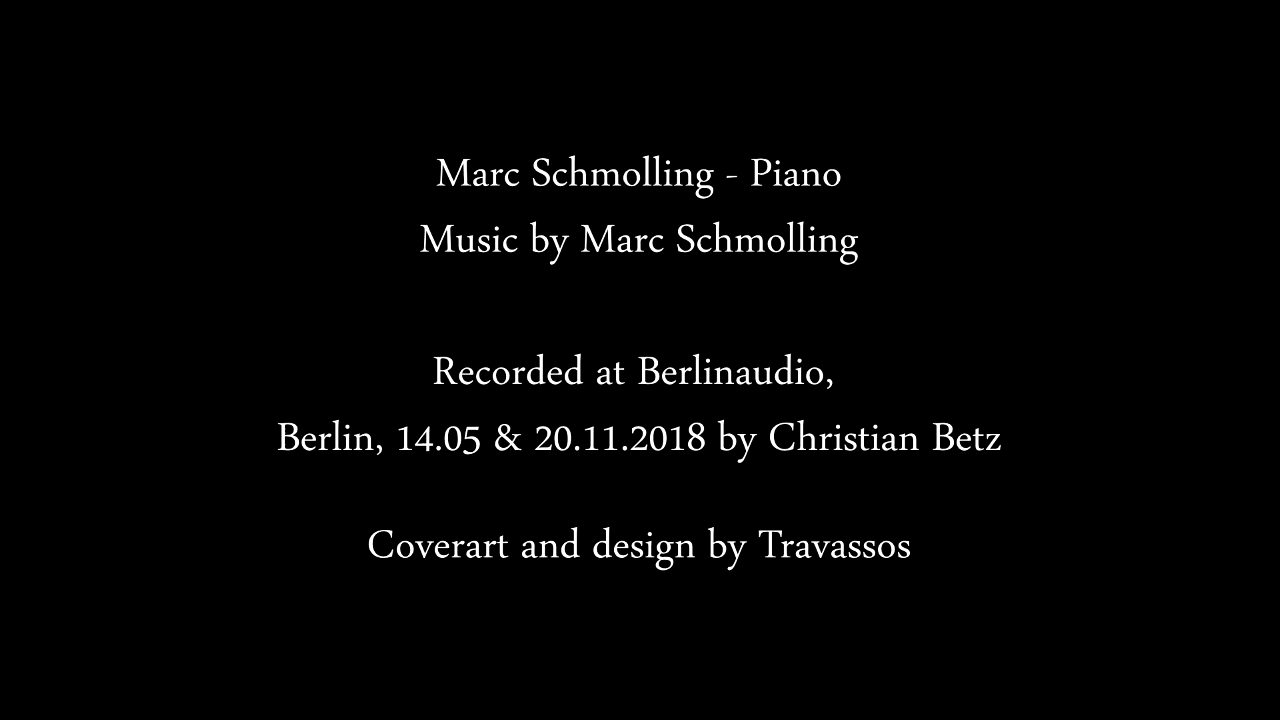 Marc Schmolling - Piano
Music by Marc Schmolling
Recorded at Berlinaudio,
Berlin, 14.05 & 20.11.2018 by Christian Betz
Coverart and design by Travassos